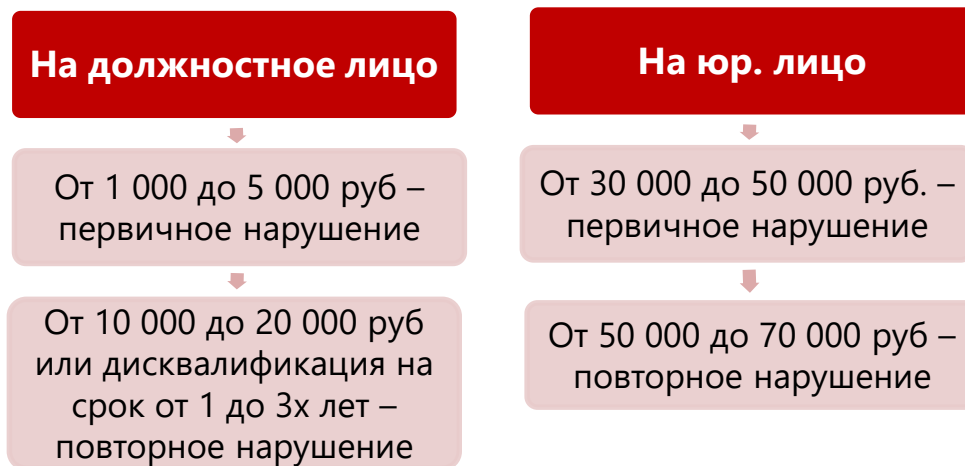 На должностное лицо
От 1 000 до 5 000 руб –
первичное нарушение
От 10 000 до 20 000 руб
или дисквалификация на
срок от 1 до 3х лет –
повторное нарушение
На юр. лицо
От 30 000 до 50 000 руб. –
первичное нарушение
От 50 000 до 70 000 руб –
повторное нарушение